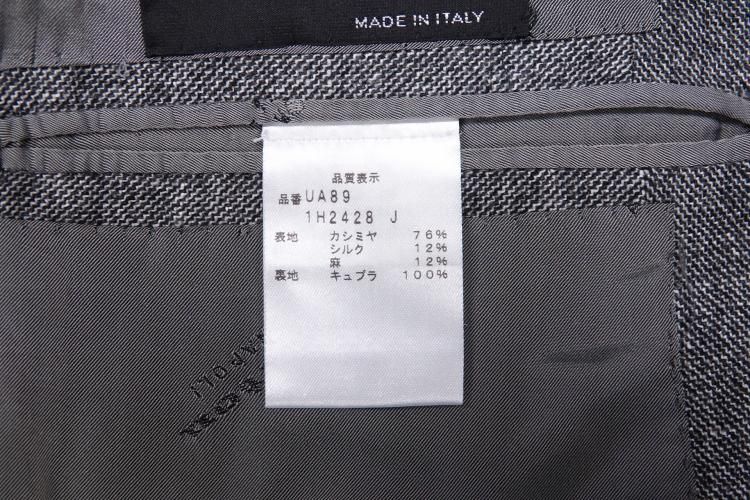 MADE IN ITALY
品質表示
品番 UA89
1H2428 J
表地 カシミヤ 76%
シルク 12%
麻 12%
裏地 キュプラ 100%